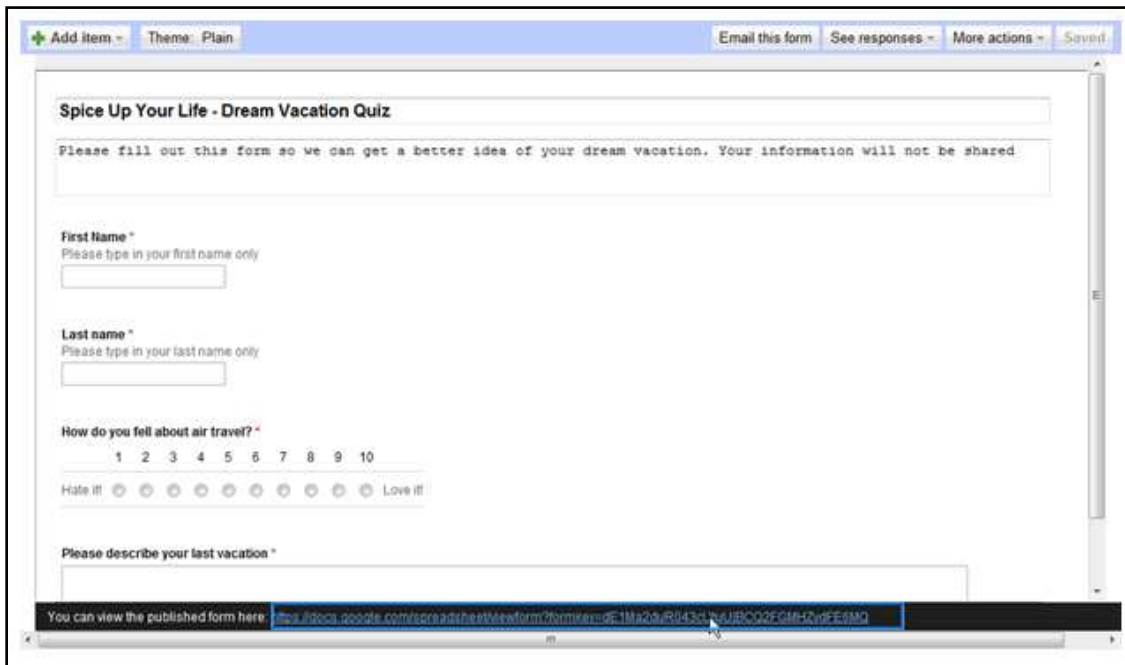 Add item
Themе: Plain
Email this form
See responses
More actions
Saved
Spice Up Your Life - Dream Vacation Quiz
Please fill out this form so we can get a better idea of your dream vacation. Your information will not be shared
First Name *
Please type in your first name only
Last name *
Please type in your last name only
How do you fell about air travel? *
1 2 3 4 5 6 7 8 9 10
Hate it! Love it!
Please describe your last vacation *
You can view the published form here: